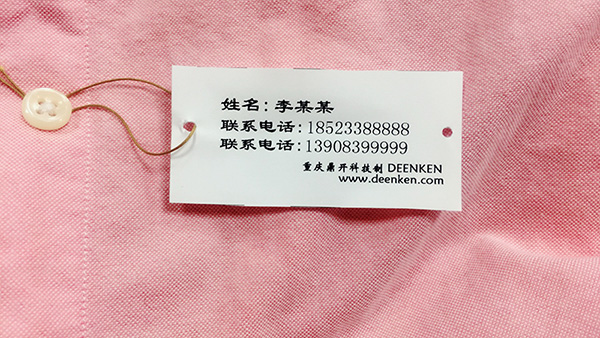 姓名:李某某
联系电话:18523388888
联系电话:13908399999
重庆鼎开科技创 DEENKEN
www.deenken.com